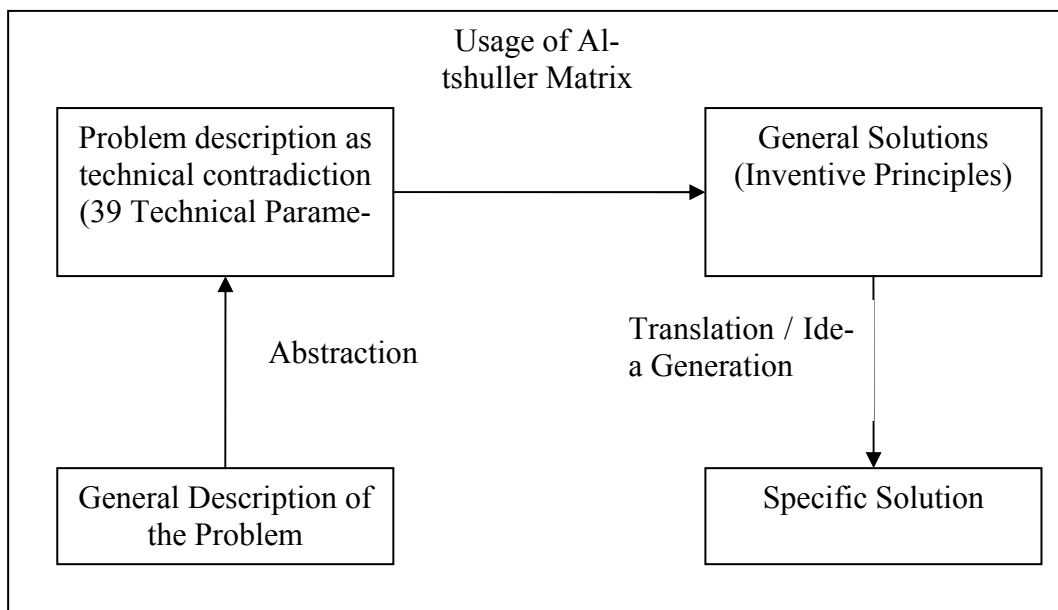 Usage of Al-
tshuller Matrix
Problem description as
technical contradiction
(39 Technical Parame-
General Solutions
(Inventive Principles)
Abstraction
Translation / Ide-
a Generation
General Description of
the Problem
Specific Solution